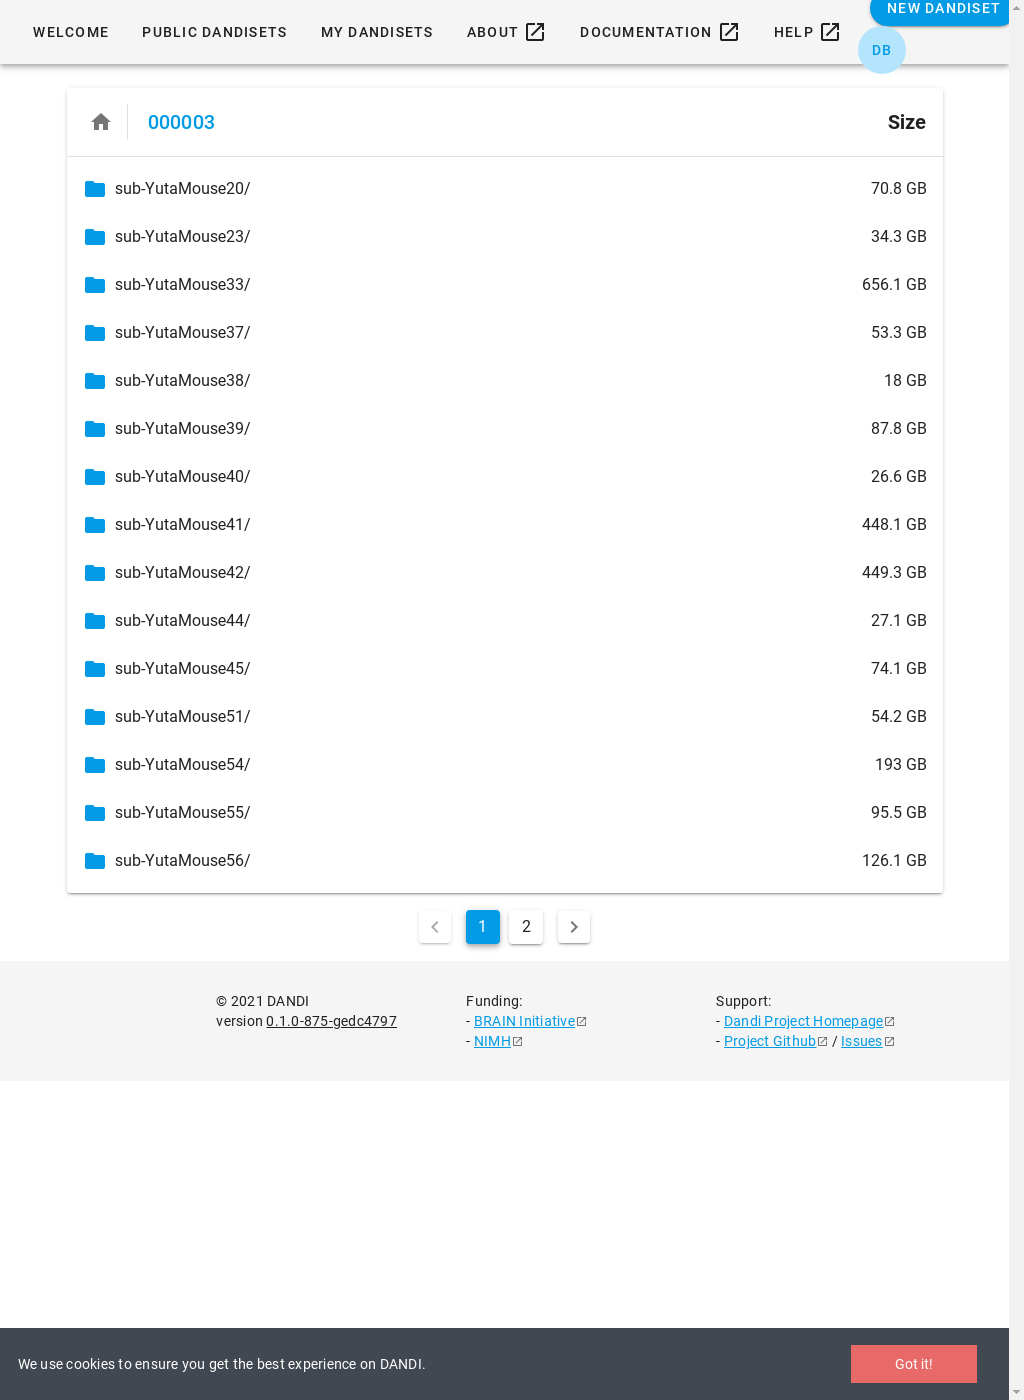 NEW DANDISET
WELCOME PUBLIC DANDISETS MY DANDISETS ABOUT DOCUMENTATION HELP
DB
000003 Size
sub-YutaMouse20/ 70.8 GB
sub-YutaMouse23/ 34.3 GB
sub-YutaMouse33/ 656.1 GB
sub-YutaMouse37/ 53.3 GB
sub-YutaMouse38/ 18 GB
sub-YutaMouse39/ 87.8 GB
sub-YutaMouse40/ 26.6 GB
sub-YutaMouse41/ 448.1 GB
sub-YutaMouse42/ 449.3 GB
sub-YutaMouse44/ 27.1 GB
sub-YutaMouse45/ 74.1 GB
sub-YutaMouse51/ 54.2 GB
sub-YutaMouse54/ 193 GB
sub-YutaMouse55/ 95.5 GB
sub-YutaMouse56/ 126.1 GB
1 2
© 2021 DANDI
version 0.1.0-875-gedc4797
Funding:
- BRAIN Initiative
- NIMH
Support:
- Dandi Project Homepage
- Project Github / Issues
We use cookies to ensure you get the best experience on DANDI. Got it!